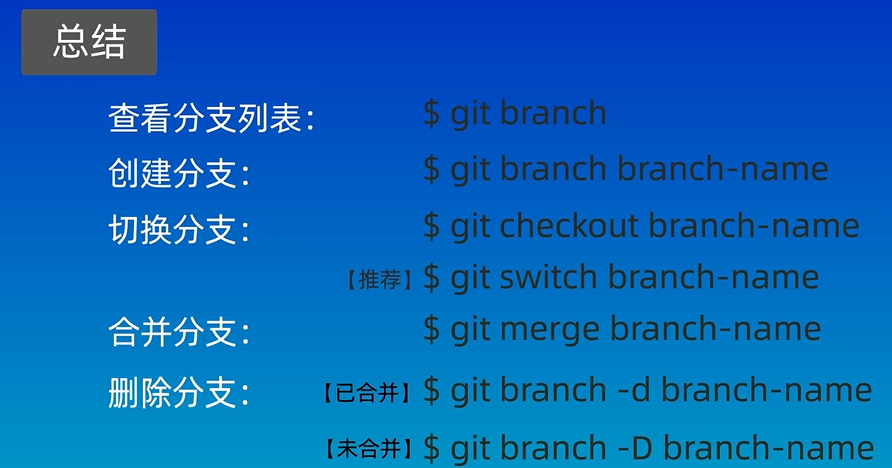 总结
查看分支列表： $ git branch
创建分支： $ git branch branch-name
切换分支： $ git checkout branch-name
【推荐】 $ git switch branch-name
合并分支： $ git merge branch-name
删除分支： 【已合并】 $ git branch -d branch-name
【未合并】 $ git branch -D branch-name